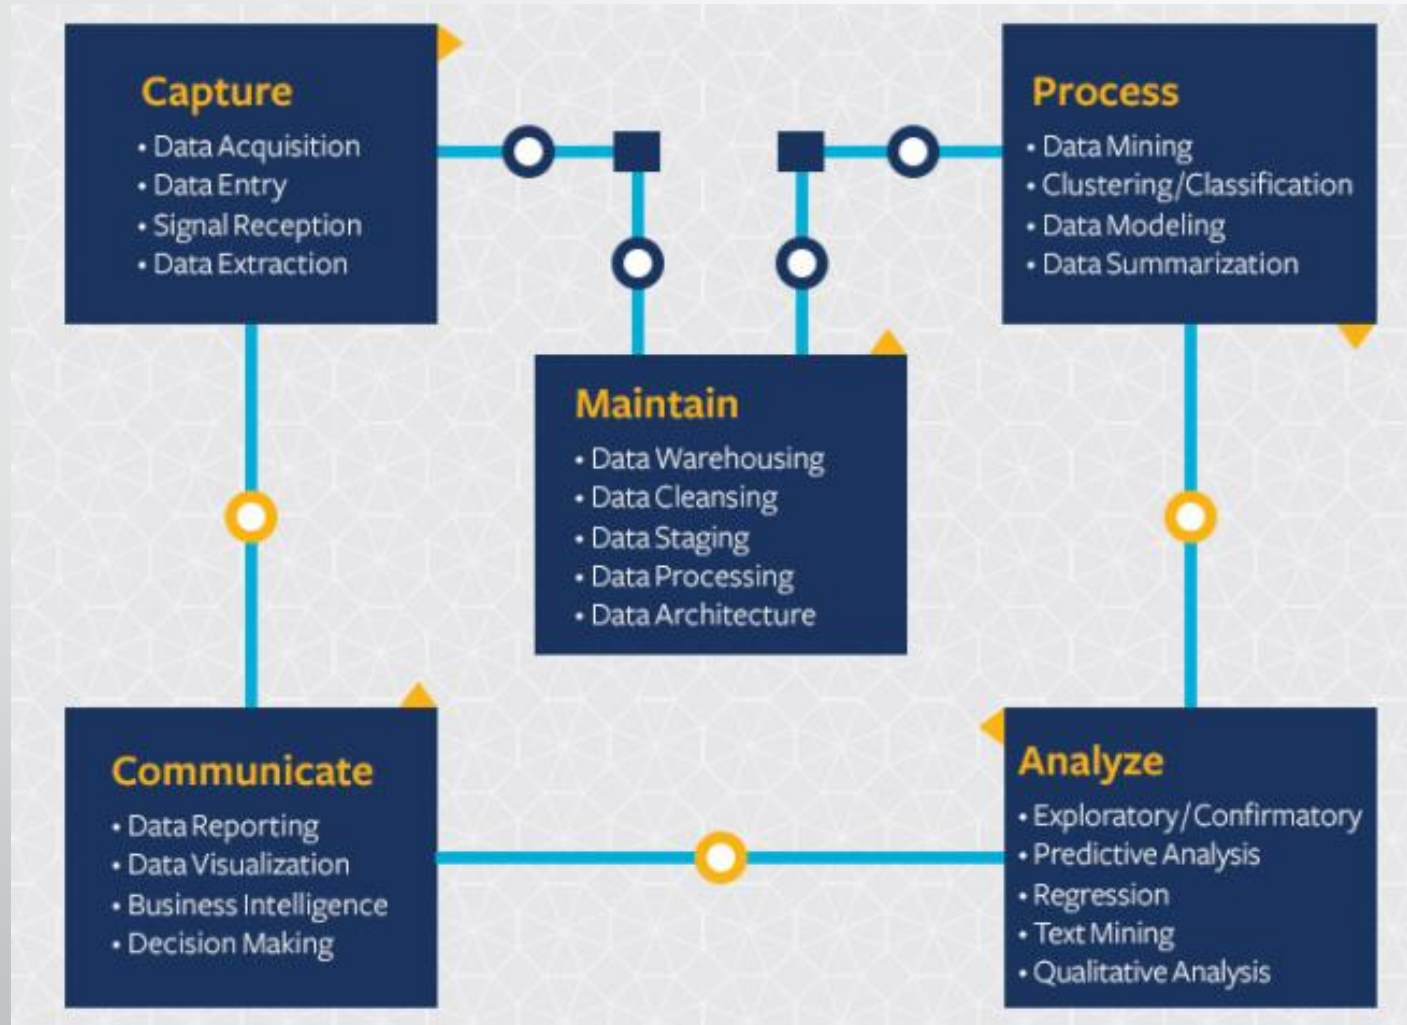 Capture
• Data Acquisition
• Data Entry
• Signal Reception
• Data Extraction
Process
• Data Mining
• Clustering/Classification
• Data Modeling
• Data Summarization
Maintain
• Data Warehousing
• Data Cleansing
• Data Staging
• Data Processing
• Data Architecture
Communicate
• Data Reporting
• Data Visualization
• Business Intelligence
• Decision Making
Analyze
• Exploratory/Confirmatory
• Predictive Analysis
• Regression
• Text Mining
• Qualitative Analysis